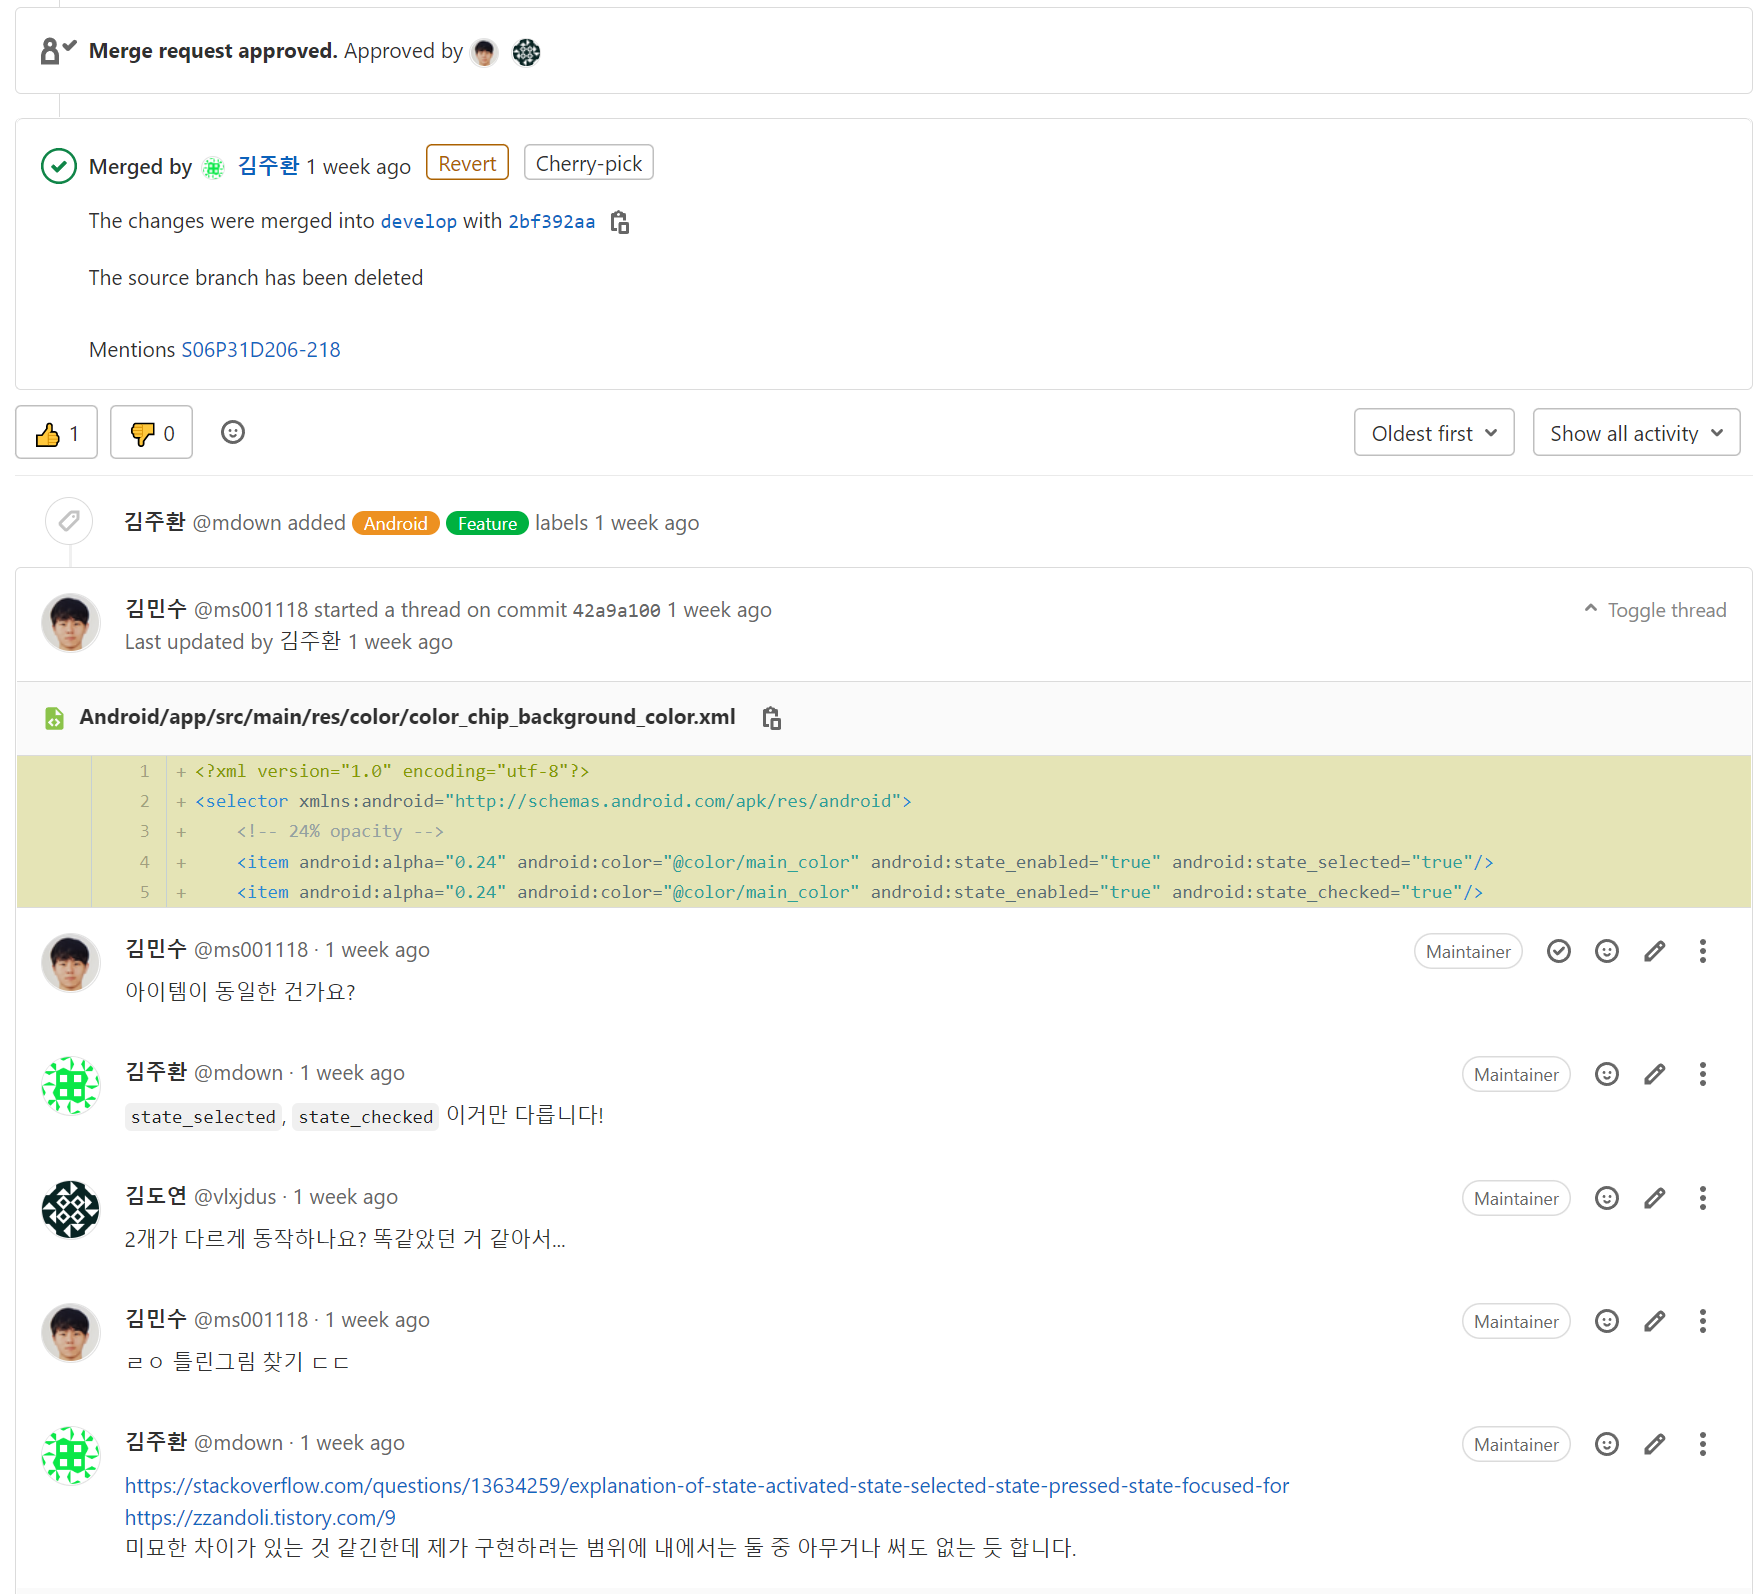 Merge request approved. Approved by
Merged by 김주환 1 week ago Revert Cherry-pick
The changes were merged into develop with 2bf392aa
The source branch has been deleted
Mentions S06P31D206-218
1 0 Oldest first Show all activity
김주환 @mdown added Android Feature labels 1 week ago
김민수 @ms001118 started a thread on commit 42a9a100 1 week ago Toggle thread
Last updated by 김주환 1 week ago
Android/app/src/main/res/color/color_chip_background_color.xml
1 + <?xml version="1.0" encoding="utf-8"?>
2 + <selector xmlns:android="http://schemas.android.com/apk/res/android">
3 + <!-- 24% opacity -->
4 + <item android:alpha="0.24" android:color="@color/main_color" android:state_enabled="true" android:state_selected="true"/>
5 + <item android:alpha="0.24" android:color="@color/main_color" android:state_enabled="true" android:state_checked="true"/>
김민수 @ms001118 · 1 week ago Maintainer
아이템이 동일한 건가요?
김주환 @mdown · 1 week ago Maintainer
state_selected, state_checked 이거만 다릅니다!
김도연 @vlxjdus · 1 week ago Maintainer
2개가 다르게 동작하나요? 똑같았던 거 같아서...
김민수 @ms001118 · 1 week ago Maintainer
ㄹㅇ 틀린그림 찾기 ㄷㄷ
김주환 @mdown · 1 week ago Maintainer
https://stackoverflow.com/questions/13634259/explanation-of-state-activated-state-selected-state-pressed-state-focused-for
https://zzandoli.tistory.com/9
미묘한 차이가 있는 것 같긴한데 제가 구현하려는 범위에 내에서는 둘 중 아무거나 써도 없는 듯 합니다.